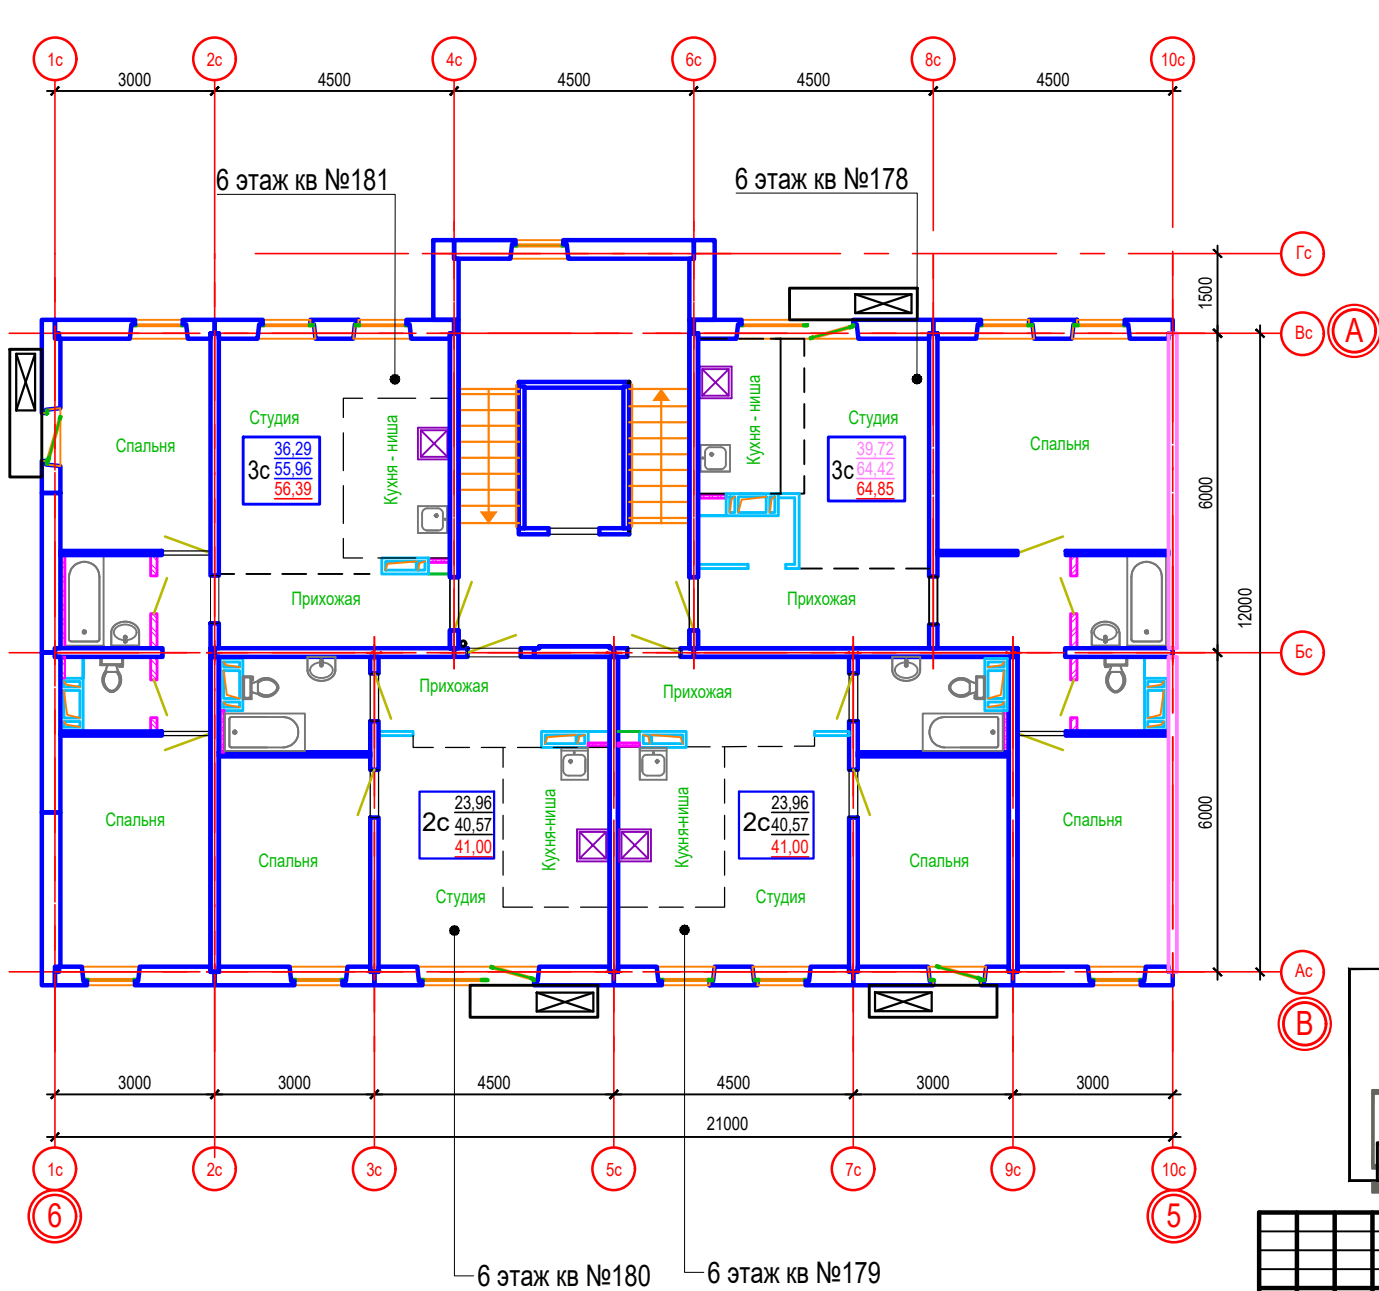 1с 2с 4с 6с 8с 10с
3000 4500 4500 4500 4500
6 этаж кв №181
6 этаж кв №178
Гс
1500
Вс А
Студия
Спальня
Кухня - ниша
3с
36,29
55,96
56,39
Кухня - ниша
Студия
3с
39,72
64,42
64,85
Спальня
6000
12000
Прихожая
Прихожая
Бс
Прихожая
Прихожая
Спальня
Спальня
2с
23,96
40,57
41,00
Кухня-ниша
Студия
Кухня-ниша
2с
23,96
40,57
41,00
Студия
Спальня
Спальня
6000
Ас
В
3000 3000 4500 4500 3000 3000
21000
1с 2с 3с 5с 7с 9с 10с
6 5
6 этаж кв №180
6 этаж кв №179